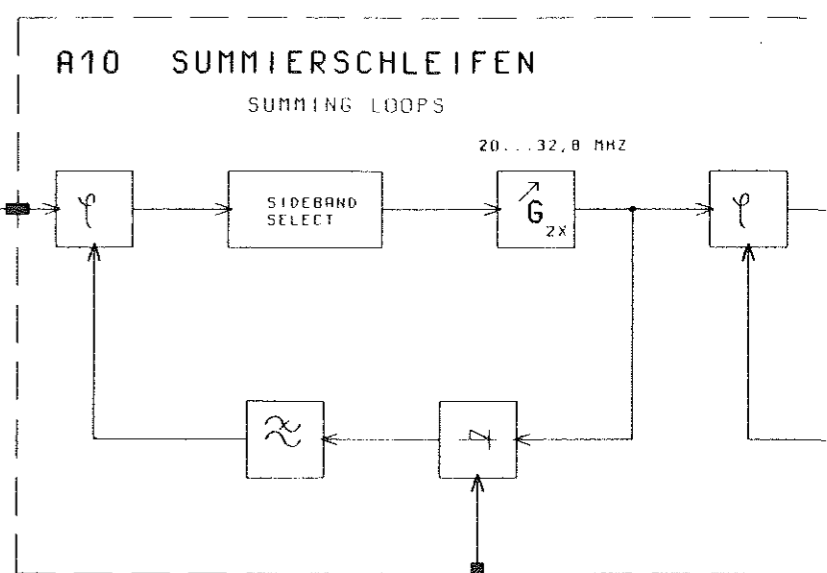 A10 SUMMIERSCHLEIFEN
SUMMING LOOPS
20...32,8 MHZ
φ
SIDEBAND
SELECT
G
2X
φ